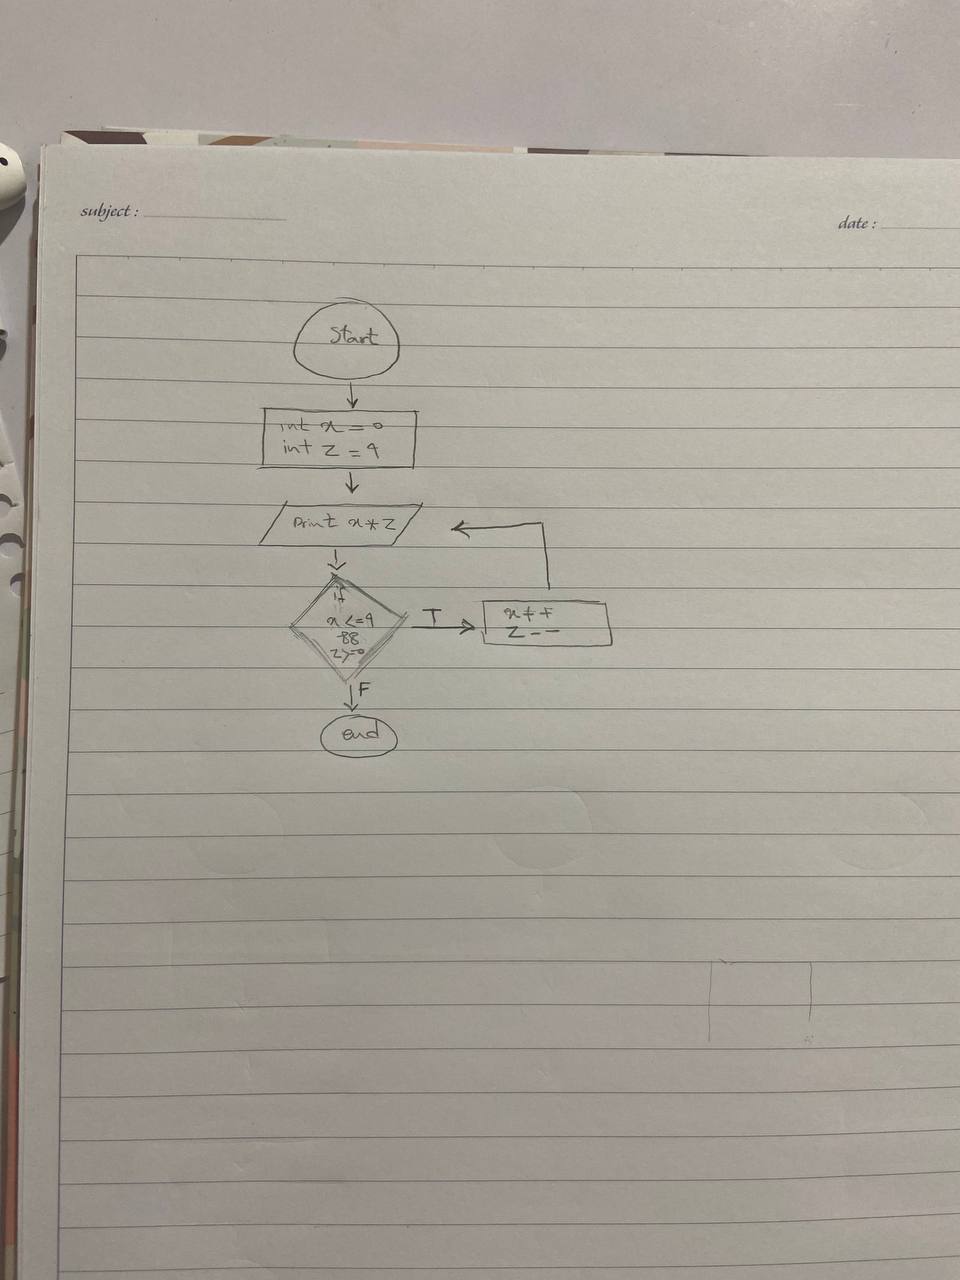 subject :
date :
Start
int x = 0
int z = 9
print x * z
if
x <= 9
&&
z >= 0
T
x ++
z --
F
end